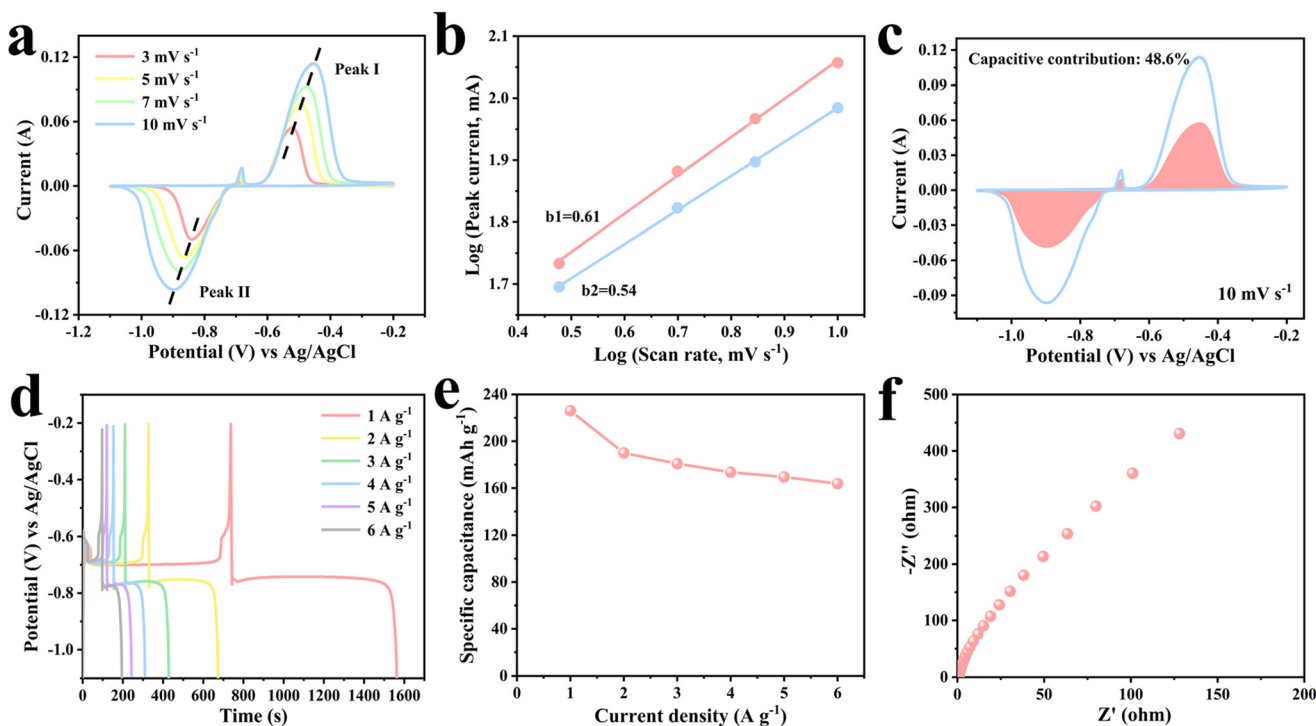 a
3 mV s⁻¹
5 mV s⁻¹
7 mV s⁻¹
10 mV s⁻¹
Peak I
Peak II
0.12
0.06
0.00
-0.06
-0.12
Current (A)
-1.2
-1.0
-0.8
-0.6
-0.4
-0.2
Potential (V) vs Ag/AgCl
b
2.1
2.0
1.9
1.8
1.7
Log (Peak current, mA)
b1=0.61
b2=0.54
0.4
0.5
0.6
0.7
0.8
0.9
1.0
Log (Scan rate, mV s⁻¹)
c
Capacitive contribution: 48.6%
10 mV s⁻¹
0.12
0.09
0.06
0.03
0.00
-0.03
-0.06
-0.09
Current (A)
-1.0
-0.8
-0.6
-0.4
-0.2
Potential (V) vs Ag/AgCl
d
1 A g⁻¹
2 A g⁻¹
3 A g⁻¹
4 A g⁻¹
5 A g⁻¹
6 A g⁻¹
-0.2
-0.4
-0.6
-0.8
-1.0
Potential (V) vs Ag/AgCl
0
200
400
600
800
1000
1200
1400
1600
Time (s)
e
240
200
160
120
80
40
0
Specific capacitance (mAh g⁻¹)
0
1
2
3
4
5
6
Current density (A g⁻¹)
f
500
400
300
200
100
0
-Z" (ohm)
0
50
100
150
200
Z' (ohm)